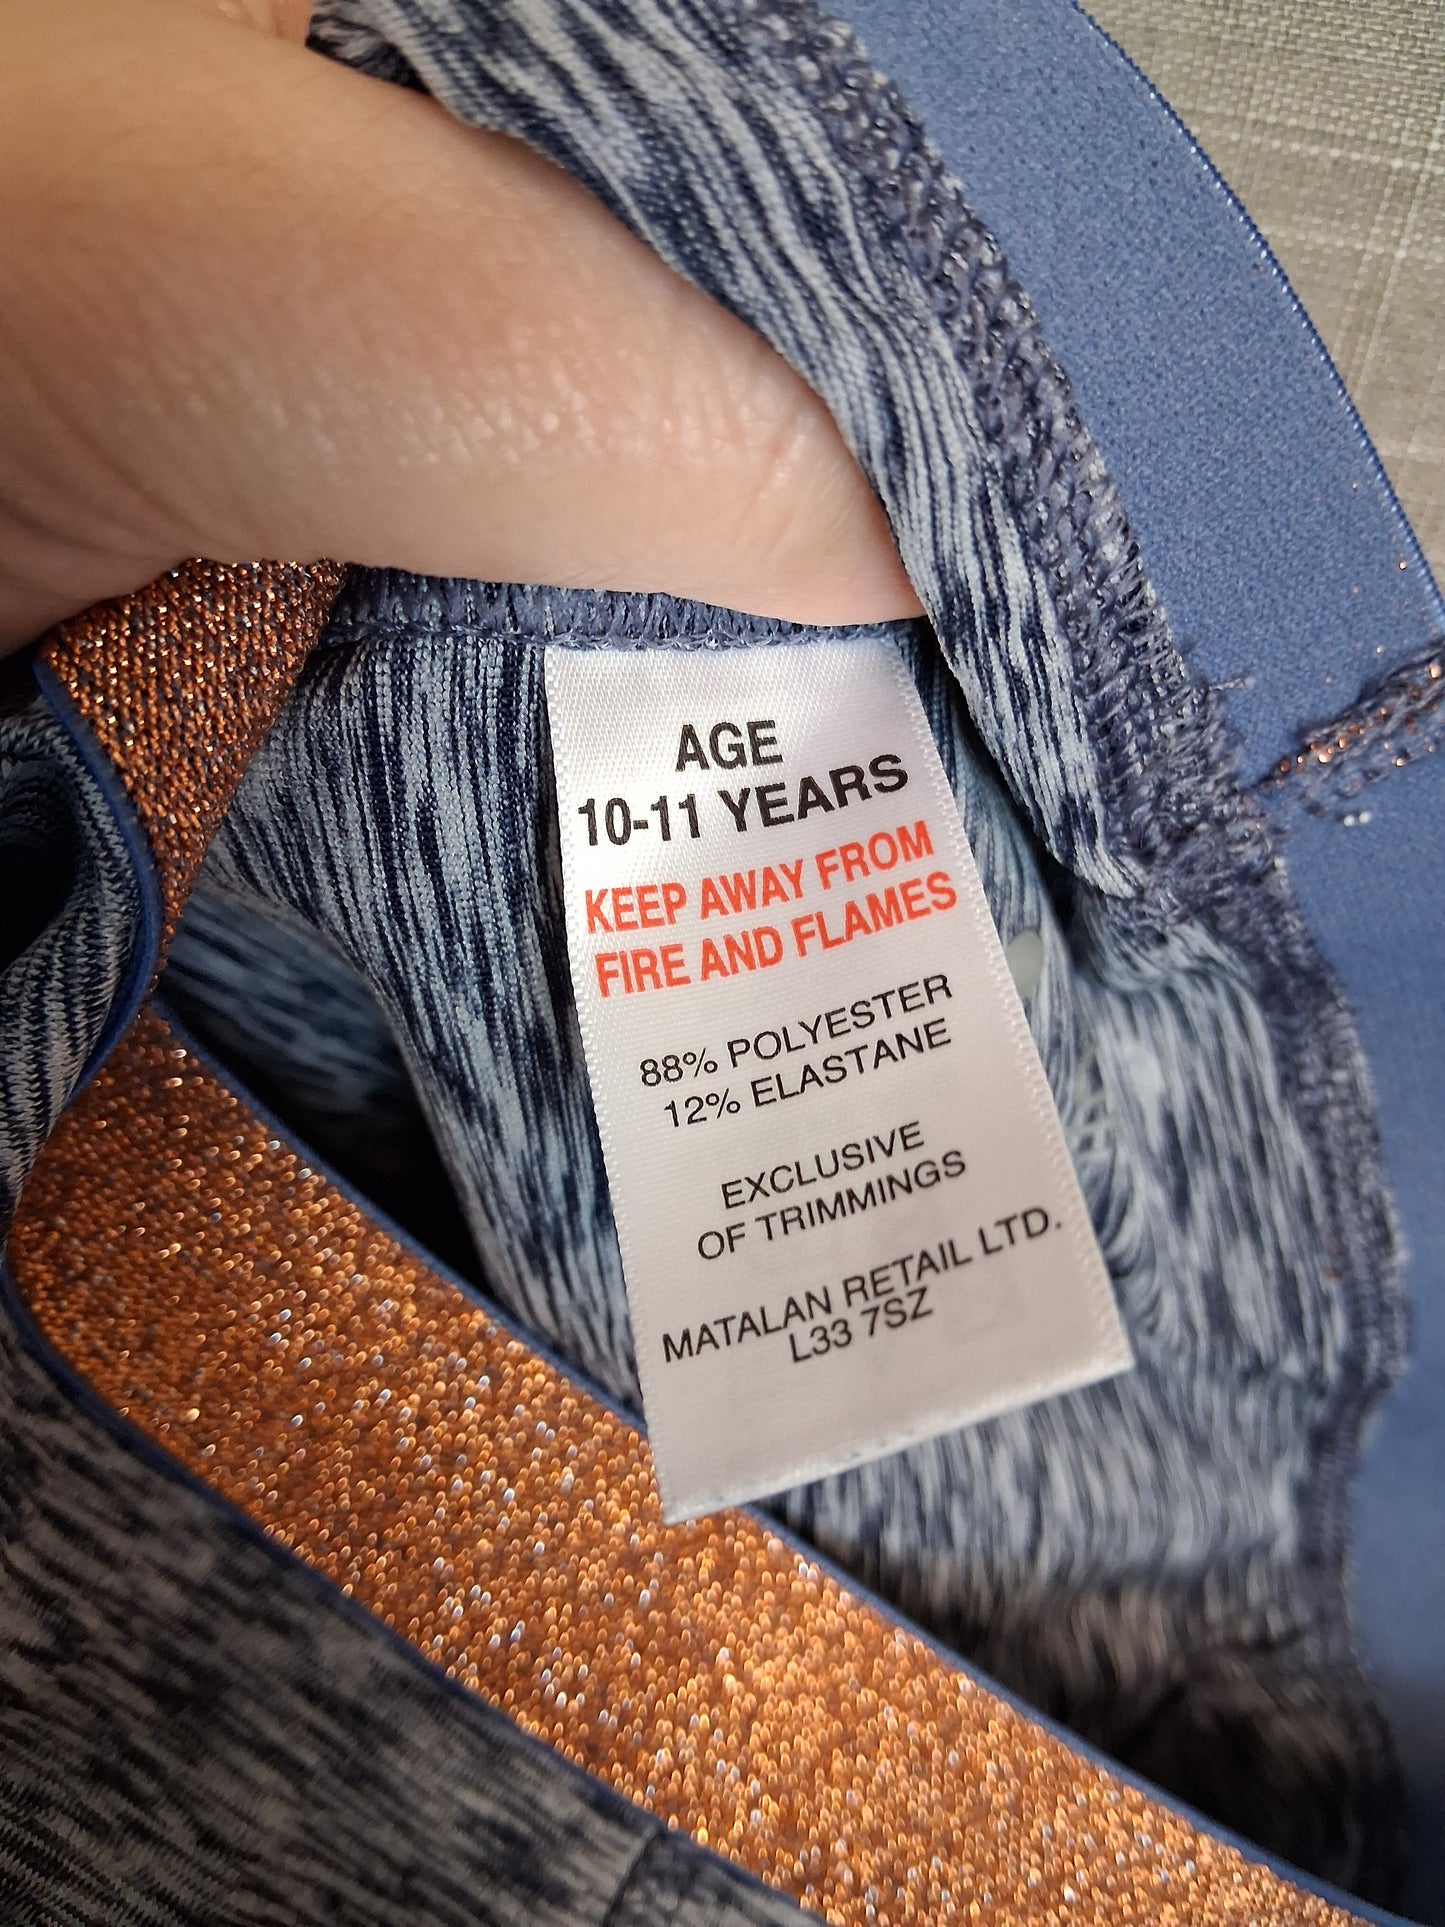 AGE
10-11 YEARS
KEEP AWAY FROM
FIRE AND FLAMES
88% POLYESTER
12% ELASTANE
EXCLUSIVE
OF TRIMMINGS
MATALAN RETAIL LTD.
L33 7SZ